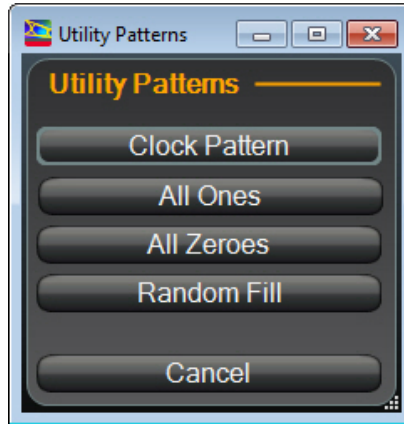 Utility Patterns
Utility Patterns
Clock Pattern
All Ones
All Zeroes
Random Fill
Cancel